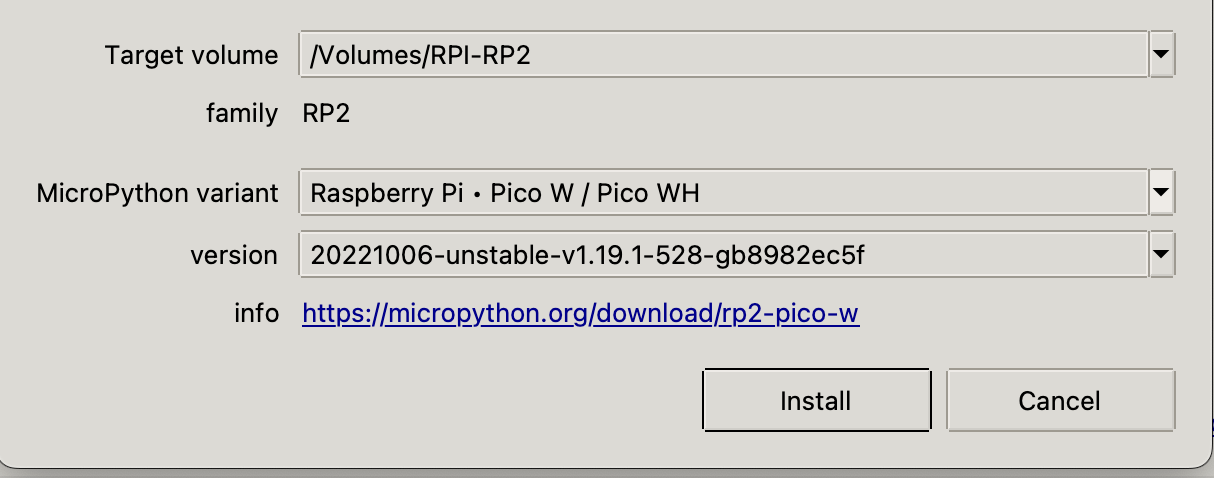 Target volume /Volumes/RPI-RP2
family RP2
MicroPython variant Raspberry Pi • Pico W / Pico WH
version 20221006-unstable-v1.19.1-528-gb8982ec5f
info https://micropython.org/download/rp2-pico-w
Install Cancel